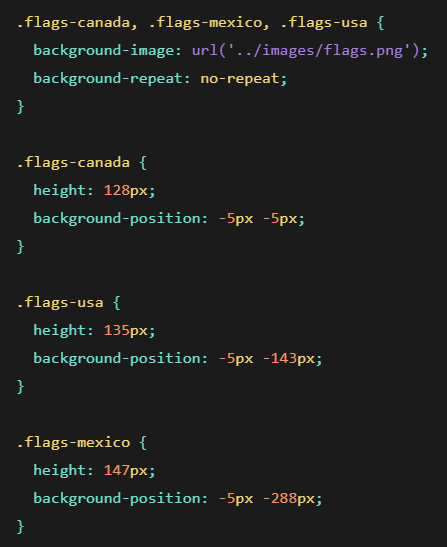 .flags-canada, .flags-mexico, .flags-usa {
  background-image: url('../images/flags.png');
  background-repeat: no-repeat;
}

.flags-canada {
  height: 128px;
  background-position: -5px -5px;
}

.flags-usa {
  height: 135px;
  background-position: -5px -143px;
}

.flags-mexico {
  height: 147px;
  background-position: -5px -288px;
}